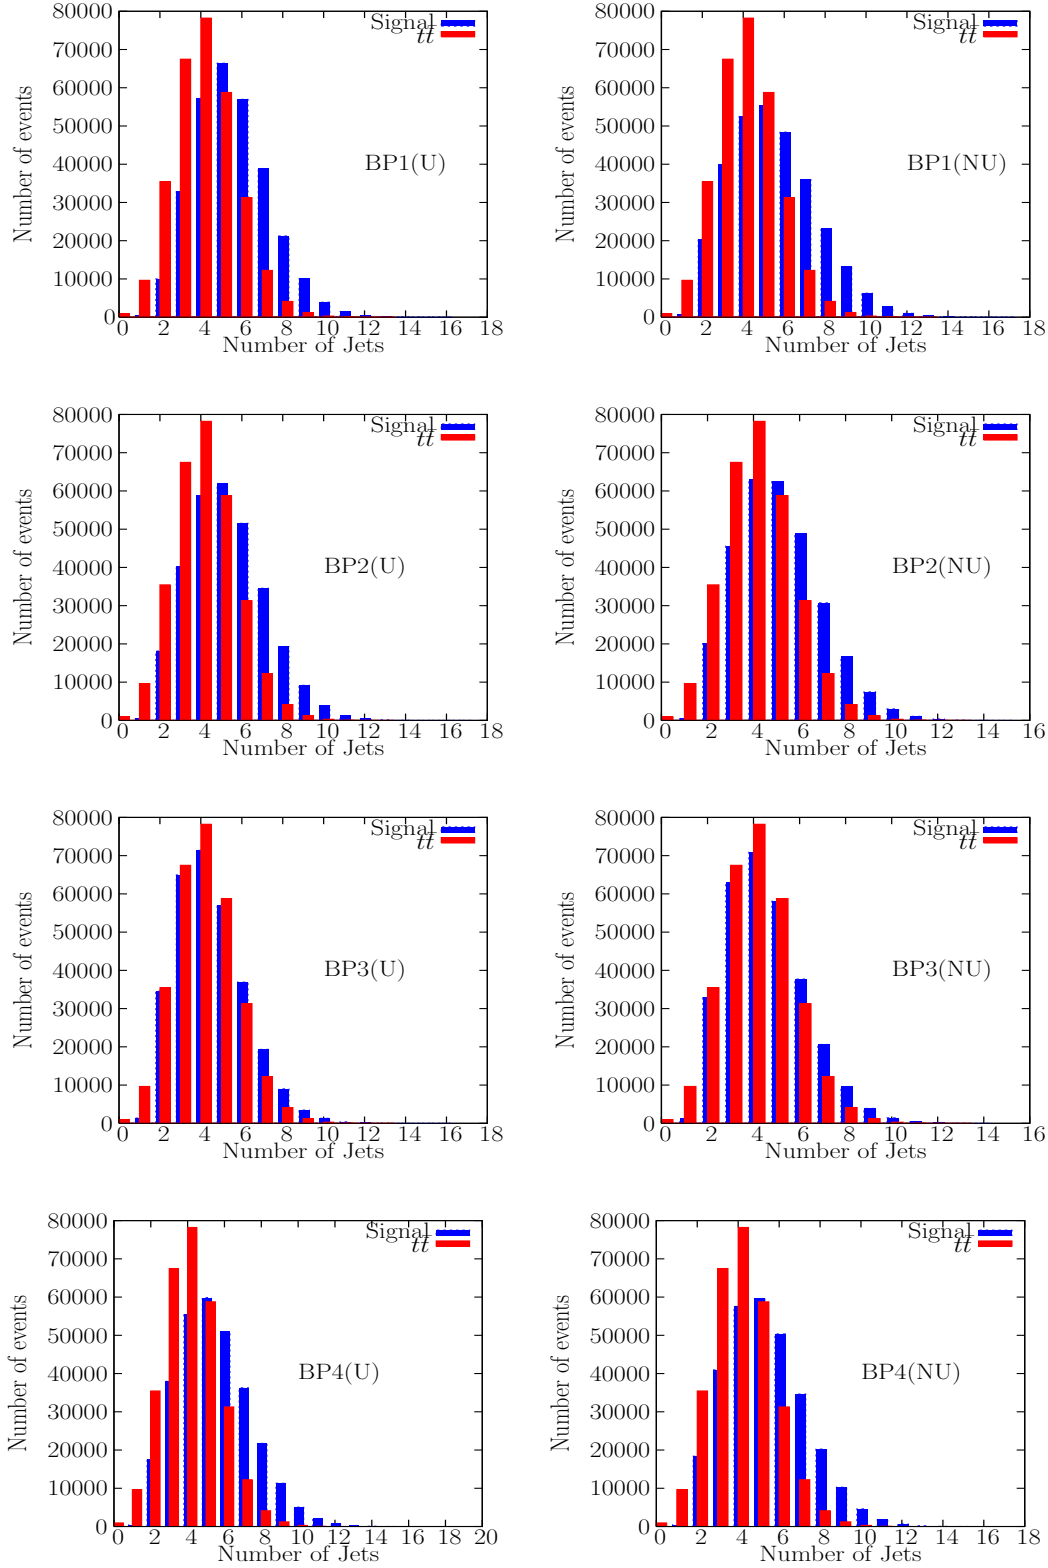 80000
70000
60000
50000
40000
30000
20000
10000
0
Number of events
Signal
tt
BP1(U)
0 2 4 6 8 10 12 14 16 18
Number of Jets
80000
70000
60000
50000
40000
30000
20000
10000
0
Number of events
Signal
tt
BP1(NU)
0 2 4 6 8 10 12 14 16 18
Number of Jets
80000
70000
60000
50000
40000
30000
20000
10000
0
Number of events
Signal
tt
BP2(U)
0 2 4 6 8 10 12 14 16 18
Number of Jets
80000
70000
60000
50000
40000
30000
20000
10000
0
Number of events
Signal
tt
BP2(NU)
0 2 4 6 8 10 12 14 16
Number of Jets
80000
70000
60000
50000
40000
30000
20000
10000
0
Number of events
Signal
tt
BP3(U)
0 2 4 6 8 10 12 14 16 18
Number of Jets
80000
70000
60000
50000
40000
30000
20000
10000
0
Number of events
Signal
tt
BP3(NU)
0 2 4 6 8 10 12 14 16
Number of Jets
80000
70000
60000
50000
40000
30000
20000
10000
0
Number of events
Signal
tt
BP4(U)
0 2 4 6 8 10 12 14 16 18 20
Number of Jets
80000
70000
60000
50000
40000
30000
20000
10000
0
Number of events
Signal
tt
BP4(NU)
0 2 4 6 8 10 12 14 16 18
Number of Jets